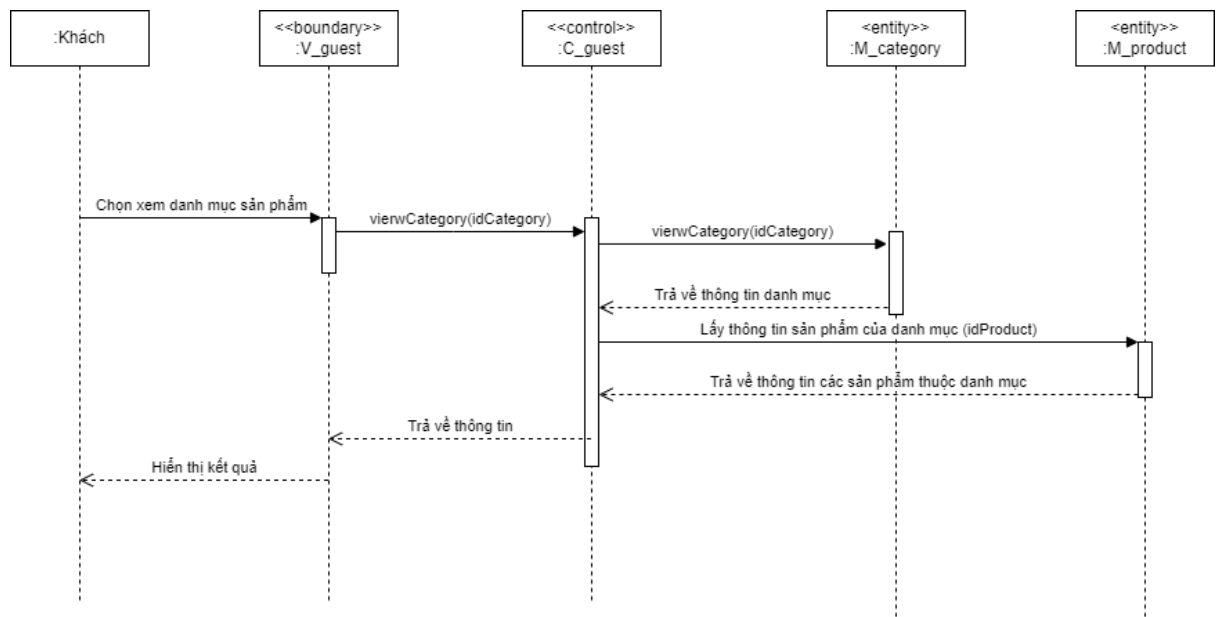 :Khách
<<boundary>>
:V_guest
<<control>>
:C_guest
<entity>>
:M_category
<entity>>
:M_product
Chọn xem danh mục sản phẩm
vierwCategory(idCategory)
vierwCategory(idCategory)
Trả về thông tin danh mục
Lấy thông tin sản phẩm của danh mục (idProduct)
Trả về thông tin các sản phẩm thuộc danh mục
Trả về thông tin
Hiển thị kết quả